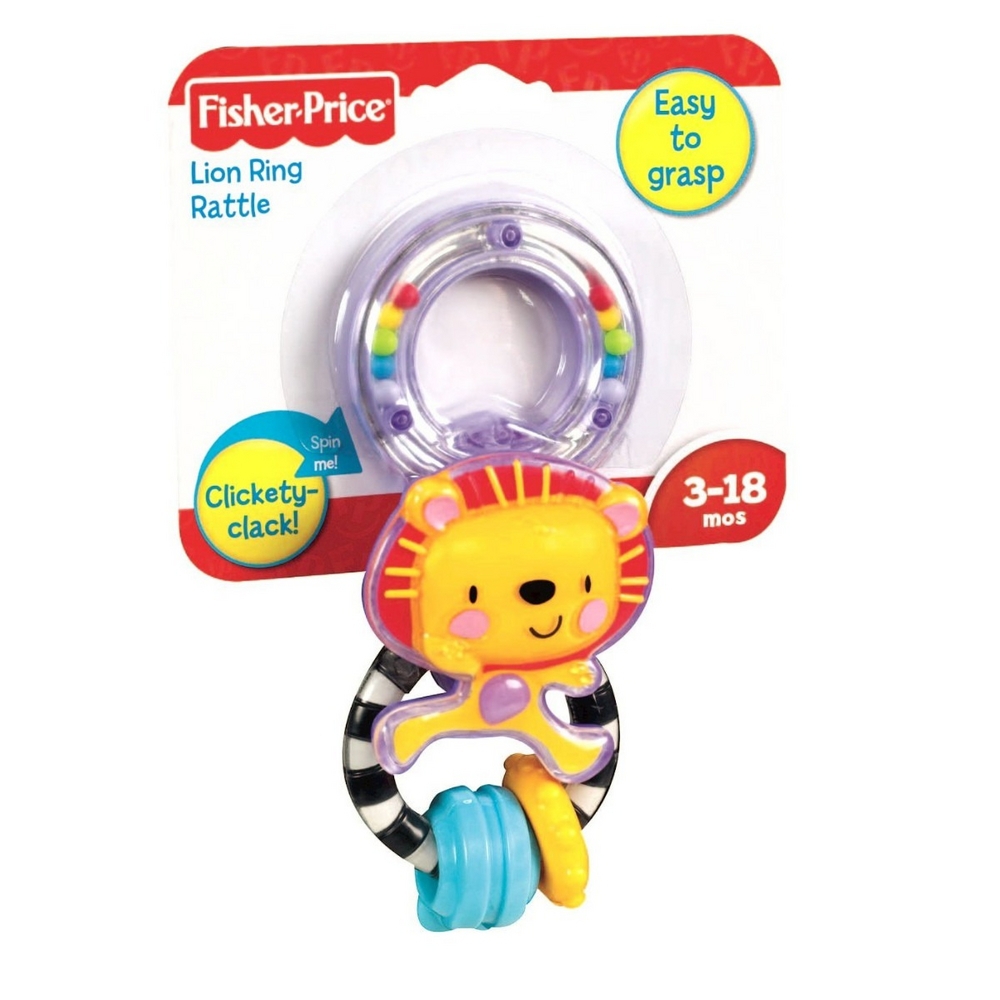 Fisher-Price®
Lion Ring
Rattle
Easy
to
grasp
Spin
me!
Clickety-
clack!
3-18
mos